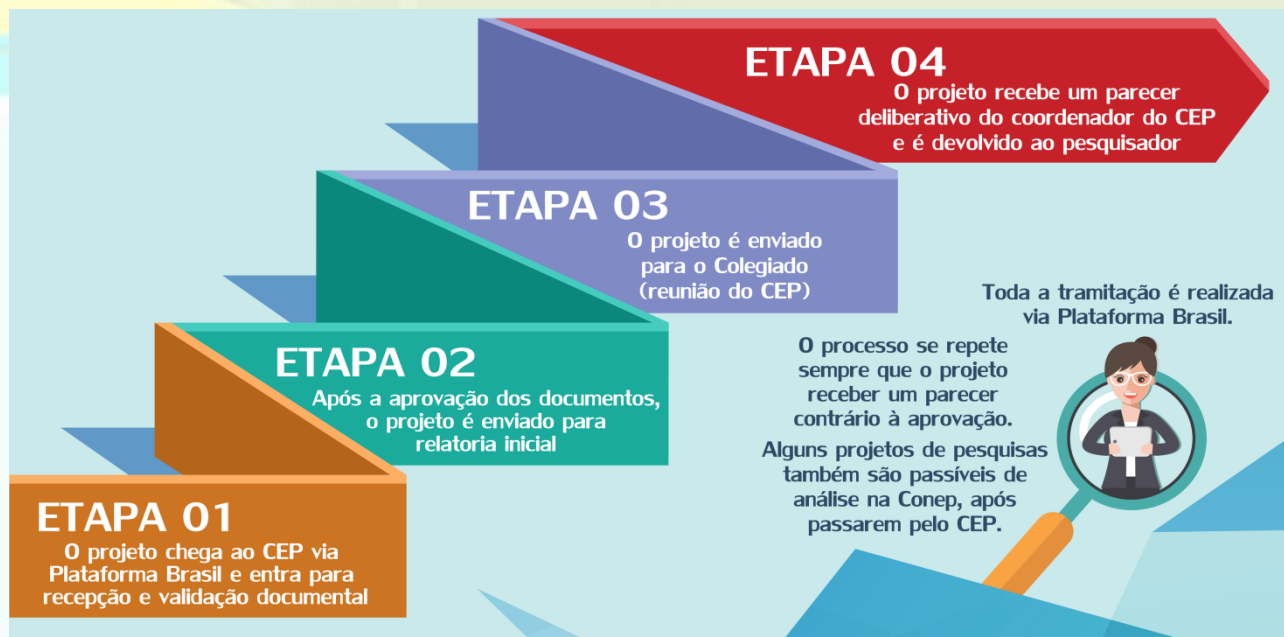 ETAPA 04
O projeto recebe um parecer
deliberativo do coordenador do CEP
e é devolvido ao pesquisador
ETAPA 03
O projeto é enviado
para o Colegiado
(reunião do CEP)
ETAPA 02
Após a aprovação dos documentos,
o projeto é enviado para
relatoria inicial
ETAPA 01
O projeto chega ao CEP via
Plataforma Brasil e entra para
recepção e validação documental
Toda a tramitação é realizada
via Plataforma Brasil.
O processo se repete
sempre que o projeto
receber um parecer
contrário à aprovação.
Alguns projetos de pesquisas
também são passíveis de
análise na Conep, após
passarem pelo CEP.